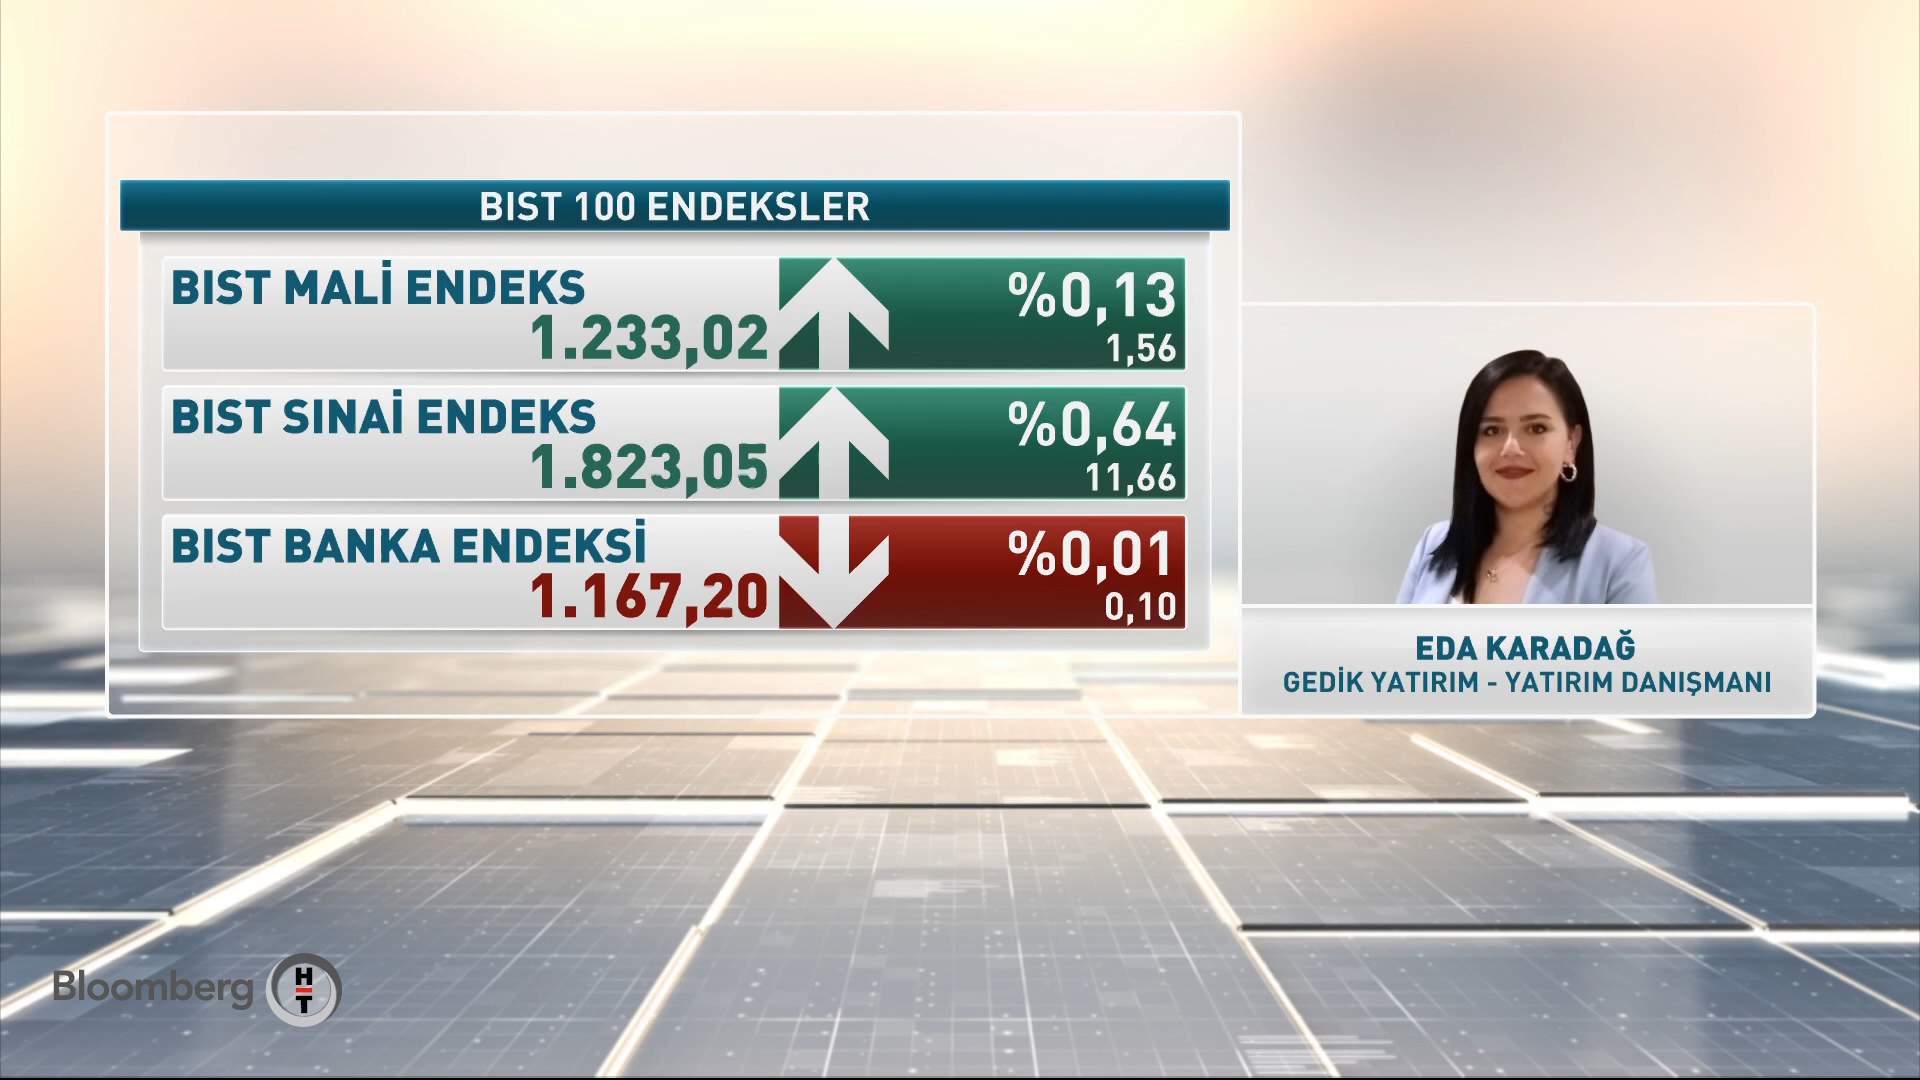 BIST 100 ENDEKSLER
BIST MALİ ENDEKS
1.233,02
%0,13
1,56
BIST SINAİ ENDEKS
1.823,05
%0,64
11,66
BIST BANKA ENDEKSİ
1.167,20
%0,01
0,10
EDA KARADAĞ
GEDİK YATIRIM - YATIRIM DANIŞMANI
Bloomberg
H
T